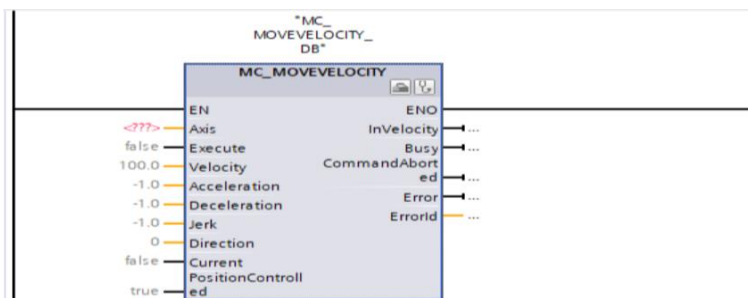 "MC_
MOVEVELOCITY_
DB"
MC_MOVEVELOCITY
EN ENO
<???> Axis InVelocity ...
false Execute Busy ...
100.0 Velocity CommandAbort
ed ...
-1.0 Acceleration
-1.0 Deceleration Error ...
-1.0 Jerk ErrorId ...
0 Direction
false Current
PositionControll
true ed